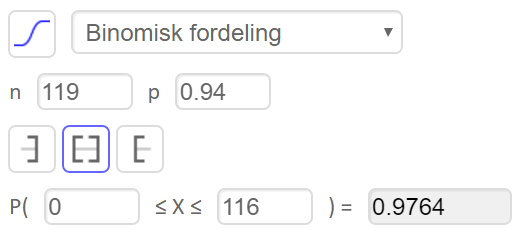 Binomisk fordeling
n 119 p 0.94
P( 0 ≤ X ≤ 116 ) = 0.9764